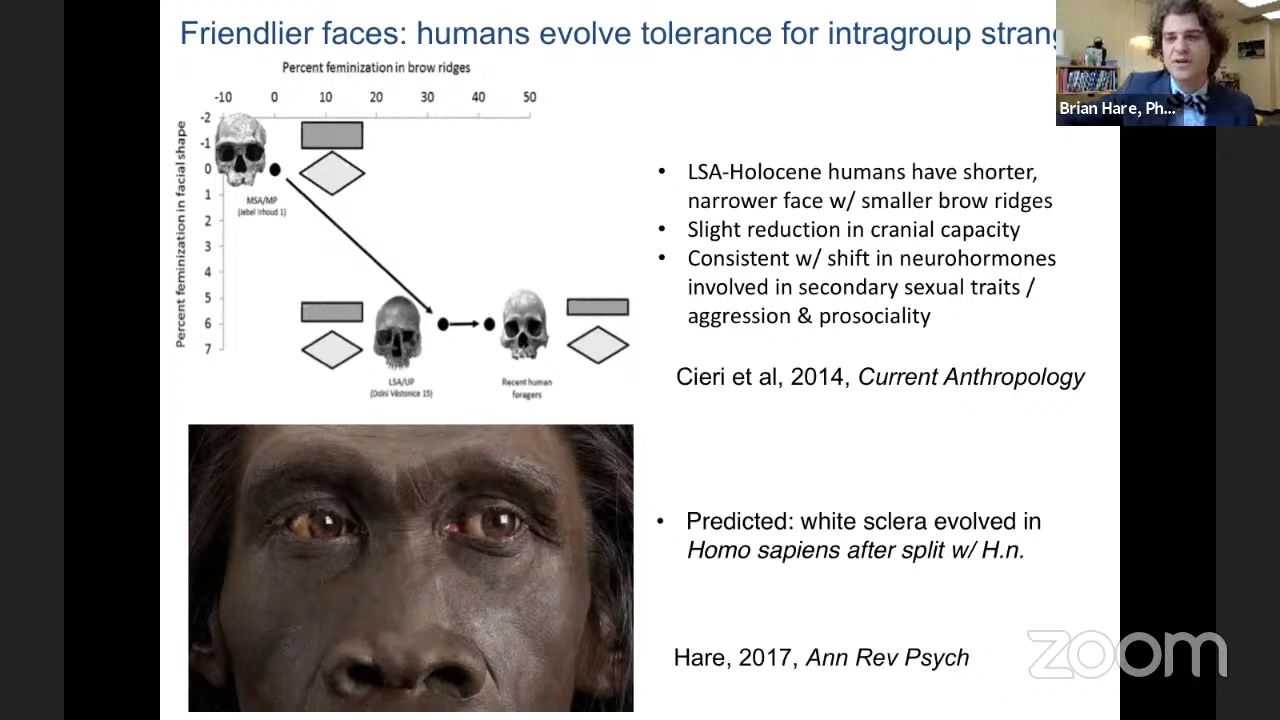 Friendlier faces: humans evolve tolerance for intragroup
Brian Hare, Ph...
Percent feminization in brow ridges
-10 0 10 20 30 40 50
Percent feminization in facial shape
-2
-1
0
1
2
3
4
5
6
7
MSA/MP
(Jebel Irhoud 1)
LSA/UP
(Dolni Věstonice 15)
Recent human
foragers
• LSA-Holocene humans have shorter,
narrower face w/ smaller brow ridges
• Slight reduction in cranial capacity
• Consistent w/ shift in neurohormones
involved in secondary sexual traits /
aggression & prosociality
Cieri et al, 2014, Current Anthropology
• Predicted: white sclera evolved in
Homo sapiens after split w/ H.n.
Hare, 2017, Ann Rev Psych
zoom